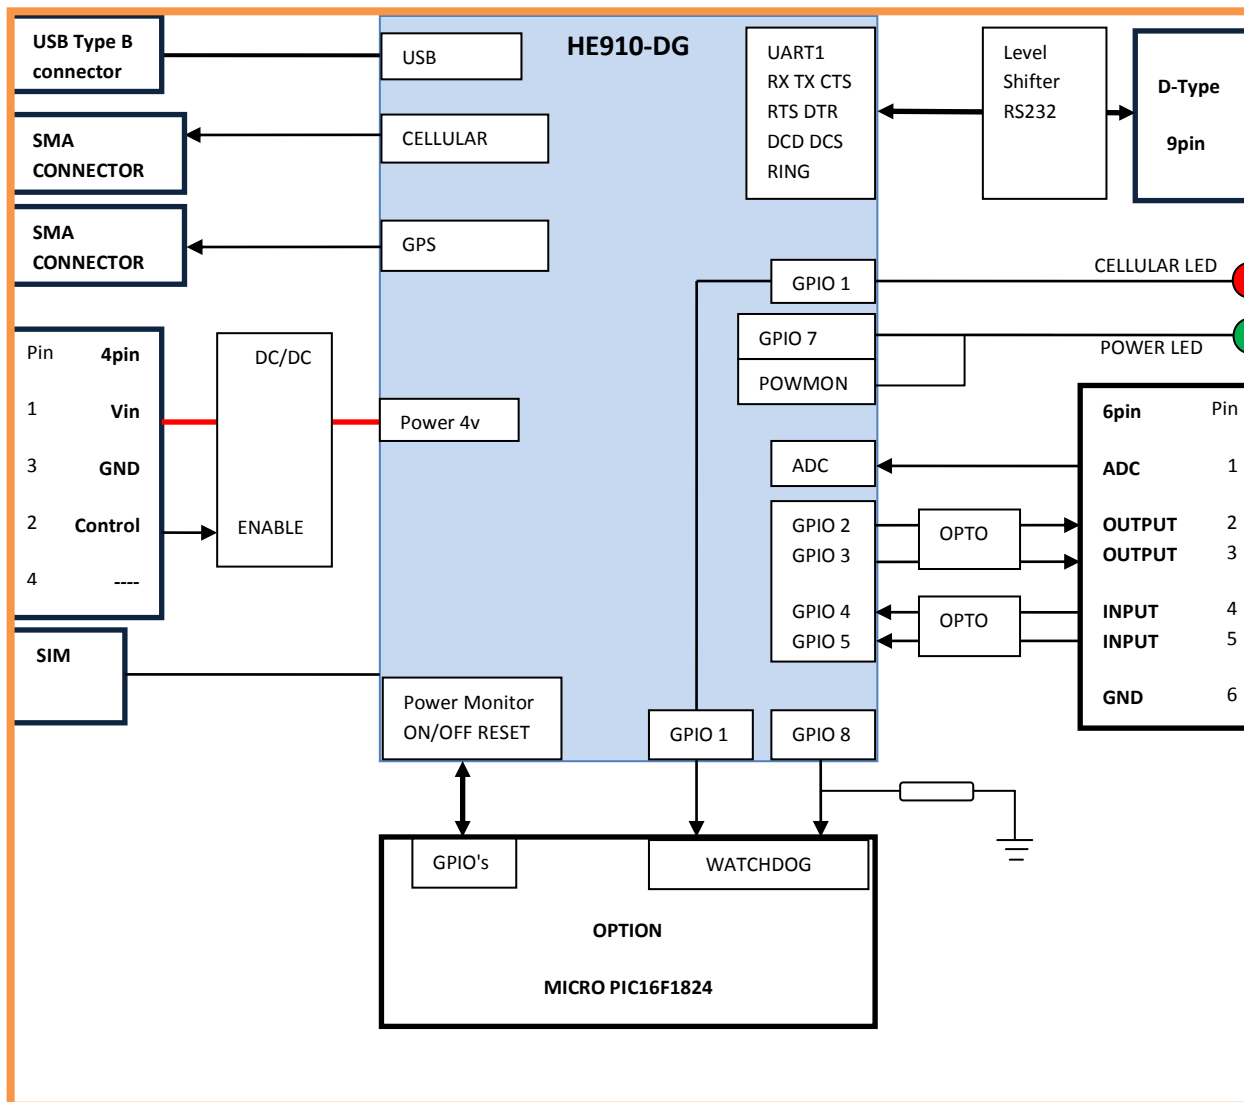 USB Type B
connector
USB
HE910-DG
UART1
RX TX CTS
RTS DTR
DCD DCS
RING
Level
Shifter
RS232
D-Type
9pin
SMA
CONNECTOR
CELLULAR
SMA
CONNECTOR
GPS
GPIO 1
CELLULAR LED
GPIO 7
POWMON
POWER LED
Pin 4pin
1 Vin
3 GND
2 Control
4 ----
DC/DC
ENABLE
Power 4v
ADC
GPIO 2
GPIO 3
GPIO 4
GPIO 5
OPTO
OPTO
6pin Pin
ADC 1
OUTPUT 2
OUTPUT 3
INPUT 4
INPUT 5
GND 6
SIM
Power Monitor
ON/OFF RESET
GPIO 1
GPIO 8
GPIO's
WATCHDOG
OPTION
MICRO PIC16F1824